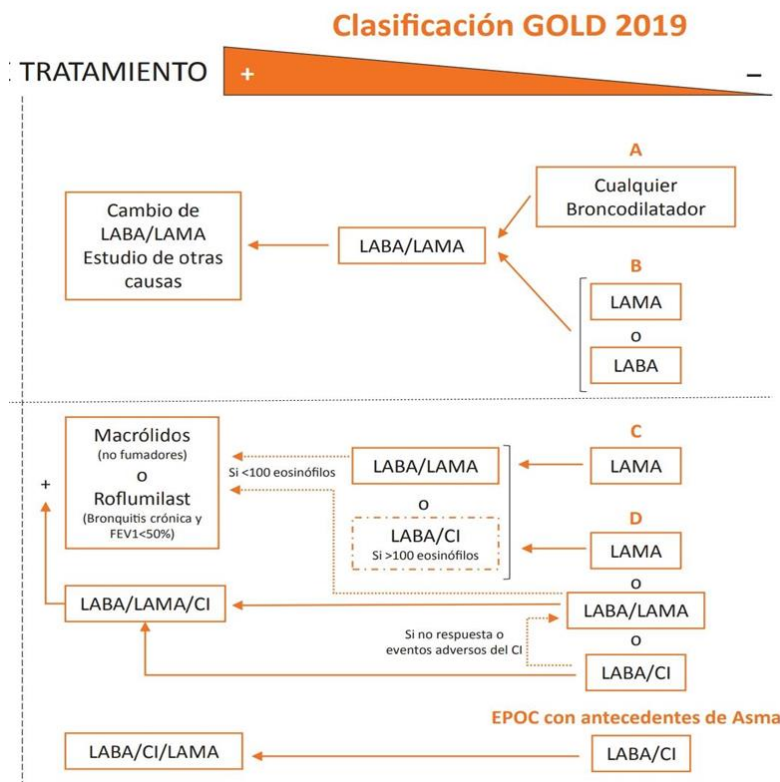 Clasificación GOLD 2019
: TRATAMIENTO
+
−
A
Cualquier
Broncodilatador
Cambio de
LABA/LAMA
Estudio de otras
causas
LABA/LAMA
B
LAMA
o
LABA
Macrólidos
(no fumadores)
o
Roflumilast
(Bronquitis crónica y
FEV1<50%)
+
Si <100 eosinófilos
LABA/LAMA
o
LABA/CI
Si >100 eosinófilos
C
LAMA
D
LAMA
o
LABA/LAMA
o
LABA/CI
LABA/LAMA/CI
Si no respuesta o
eventos adversos del CI
EPOC con antecedentes de Asma
LABA/CI/LAMA
LABA/CI